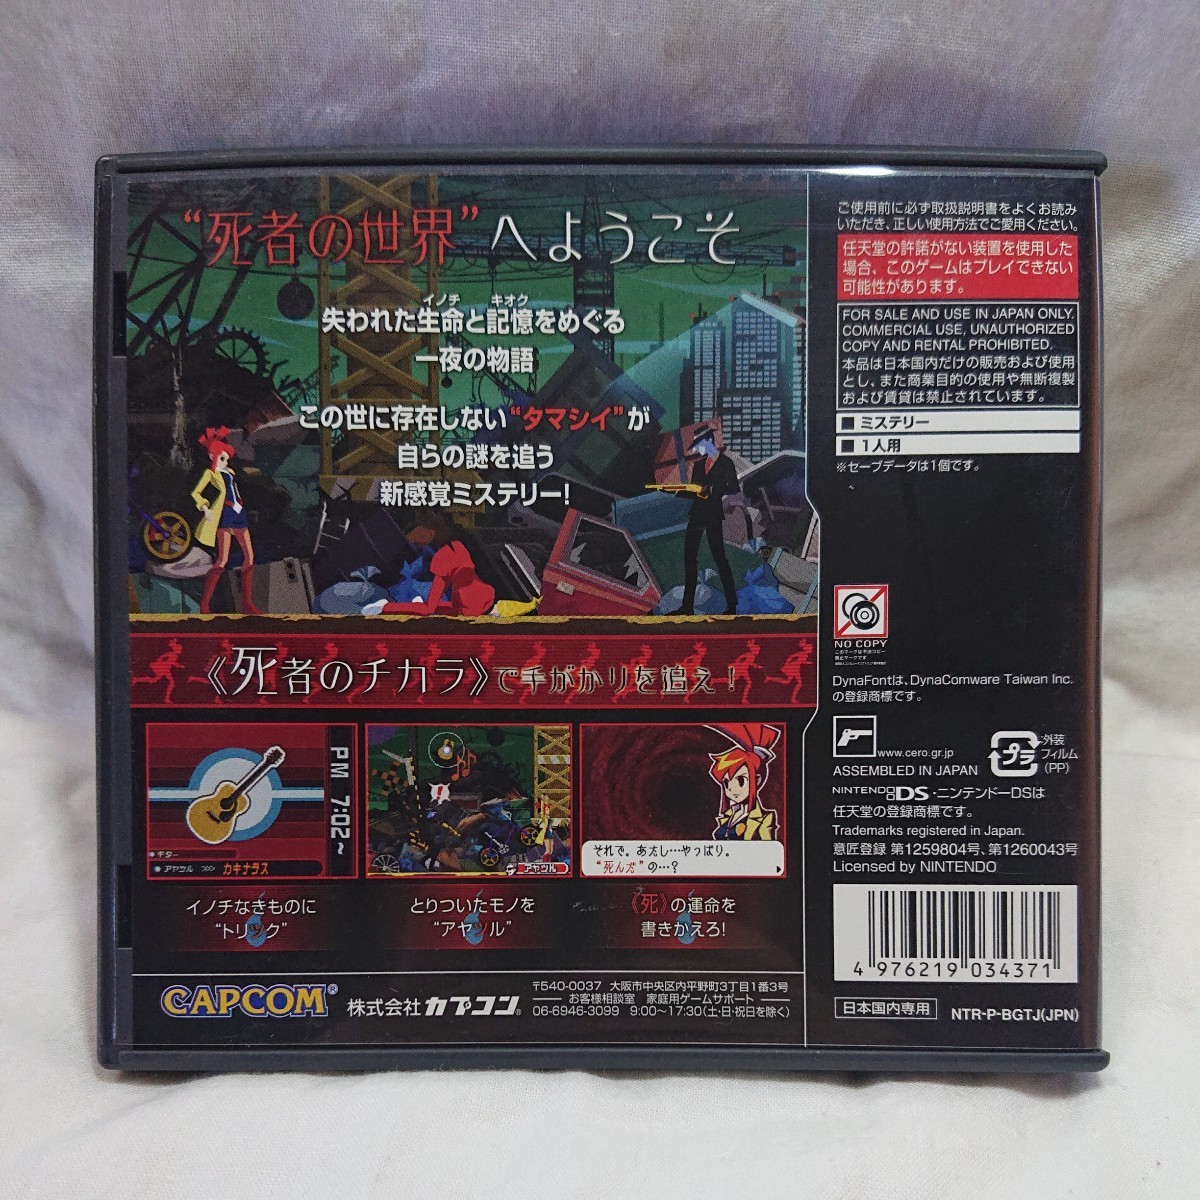 “死者の世界”へようこそ
イノチ キオク
失われた生命と記憶をめぐる
一夜の物語
この世に存在しない“タマシイ”が
自らの謎を追う
新感覚ミステリー!
《死者のチカラ》で手がかりを追え!
PM 7:02~
ギター
アヤツル >>> カキナラス
イノチなきものに
“トリツク”
!
アヤツル
とりついたモノを
“アヤツル”
それで。あたし…やっぱり。
“死んだ”の…?
《死》の運命を
書きかえろ!
CAPCOM®
株式会社カプコン®
〒540-0037 大阪市中央区内平野町3丁目1番3号
お客様相談室 家庭用ゲームサポート
06-6946-3099 9:00~17:30(土・日・祝日を除く)
ご使用前に必ず取扱説明書をよくお読み
いただき、正しい使用方法でご愛用ください。
任天堂の許諾がない装置を使用した
場合、このゲームはプレイできない
可能性があります。
FOR SALE AND USE IN JAPAN ONLY.
COMMERCIAL USE, UNAUTHORIZED
COPY AND RENTAL PROHIBITED.
本品は日本国内だけの販売および使用
とし、また商業目的の使用や無断複製
および賃貸は禁止されています。
■ ミステリー
■ 1人用
※セーブデータは1個です。
NO COPY
DynaFontは、DynaComware Taiwan Inc.
の登録商標です。
www.cero.gr.jp
プラ
外装
フィルム
(PP)
ASSEMBLED IN JAPAN
NINTENDO DS・ニンテンドーDSは
任天堂の登録商標です。
Trademarks registered in Japan.
意匠登録 第1259804号、第1260043号
Licensed by NINTENDO
4 976219 034371
日本国内専用
NTR-P-BGTJ(JPN)